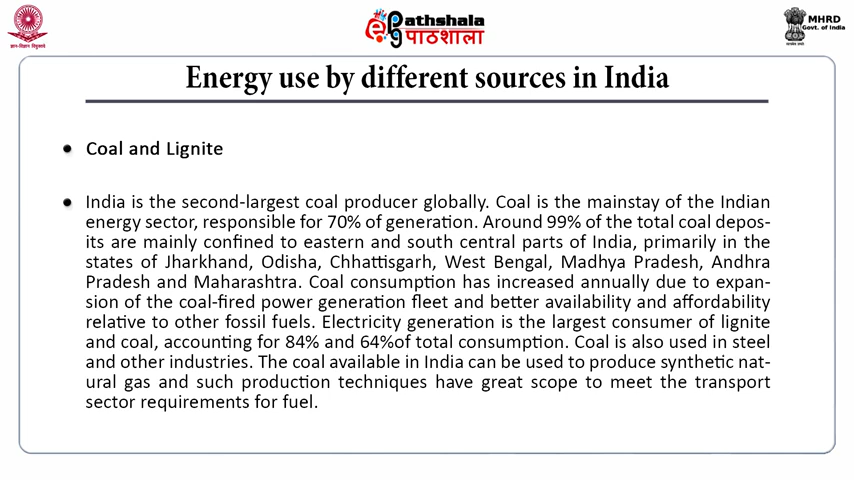 ज्ञान-विज्ञान विमुक्तये
ePathshala
पाठशाला
MHRD
Govt. of India
सत्यमेव जयते
Energy use by different sources in India
• Coal and Lignite
• India is the second-largest coal producer globally. Coal is the mainstay of the Indian
energy sector, responsible for 70% of generation. Around 99% of the total coal depos-
its are mainly confined to eastern and south central parts of India, primarily in the
states of Jharkhand, Odisha, Chhattisgarh, West Bengal, Madhya Pradesh, Andhra
Pradesh and Maharashtra. Coal consumption has increased annually due to expan-
sion of the coal-fired power generation fleet and better availability and affordability
relative to other fossil fuels. Electricity generation is the largest consumer of lignite
and coal, accounting for 84% and 64%of total consumption. Coal is also used in steel
and other industries. The coal available in India can be used to produce synthetic nat-
ural gas and such production techniques have great scope to meet the transport
sector requirements for fuel.